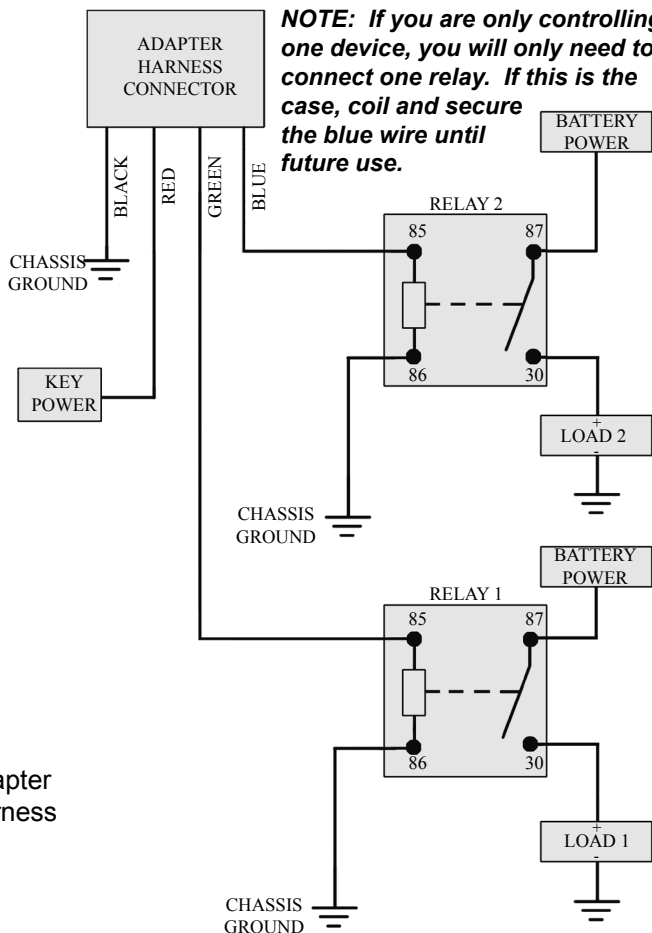 NOTE: If you are only controlling
one device, you will only need to
connect one relay. If this is the
case, coil and secure
the blue wire until
future use.
ADAPTER
HARNESS
CONNECTOR
BLACK
RED
GREEN
BLUE
CHASSIS
GROUND
KEY
POWER
BATTERY
POWER
RELAY 2
85
87
86
30
LOAD 2
+
-
CHASSIS
GROUND
BATTERY
POWER
RELAY 1
85
87
86
30
LOAD 1
+
-
CHASSIS
GROUND
apter
rness